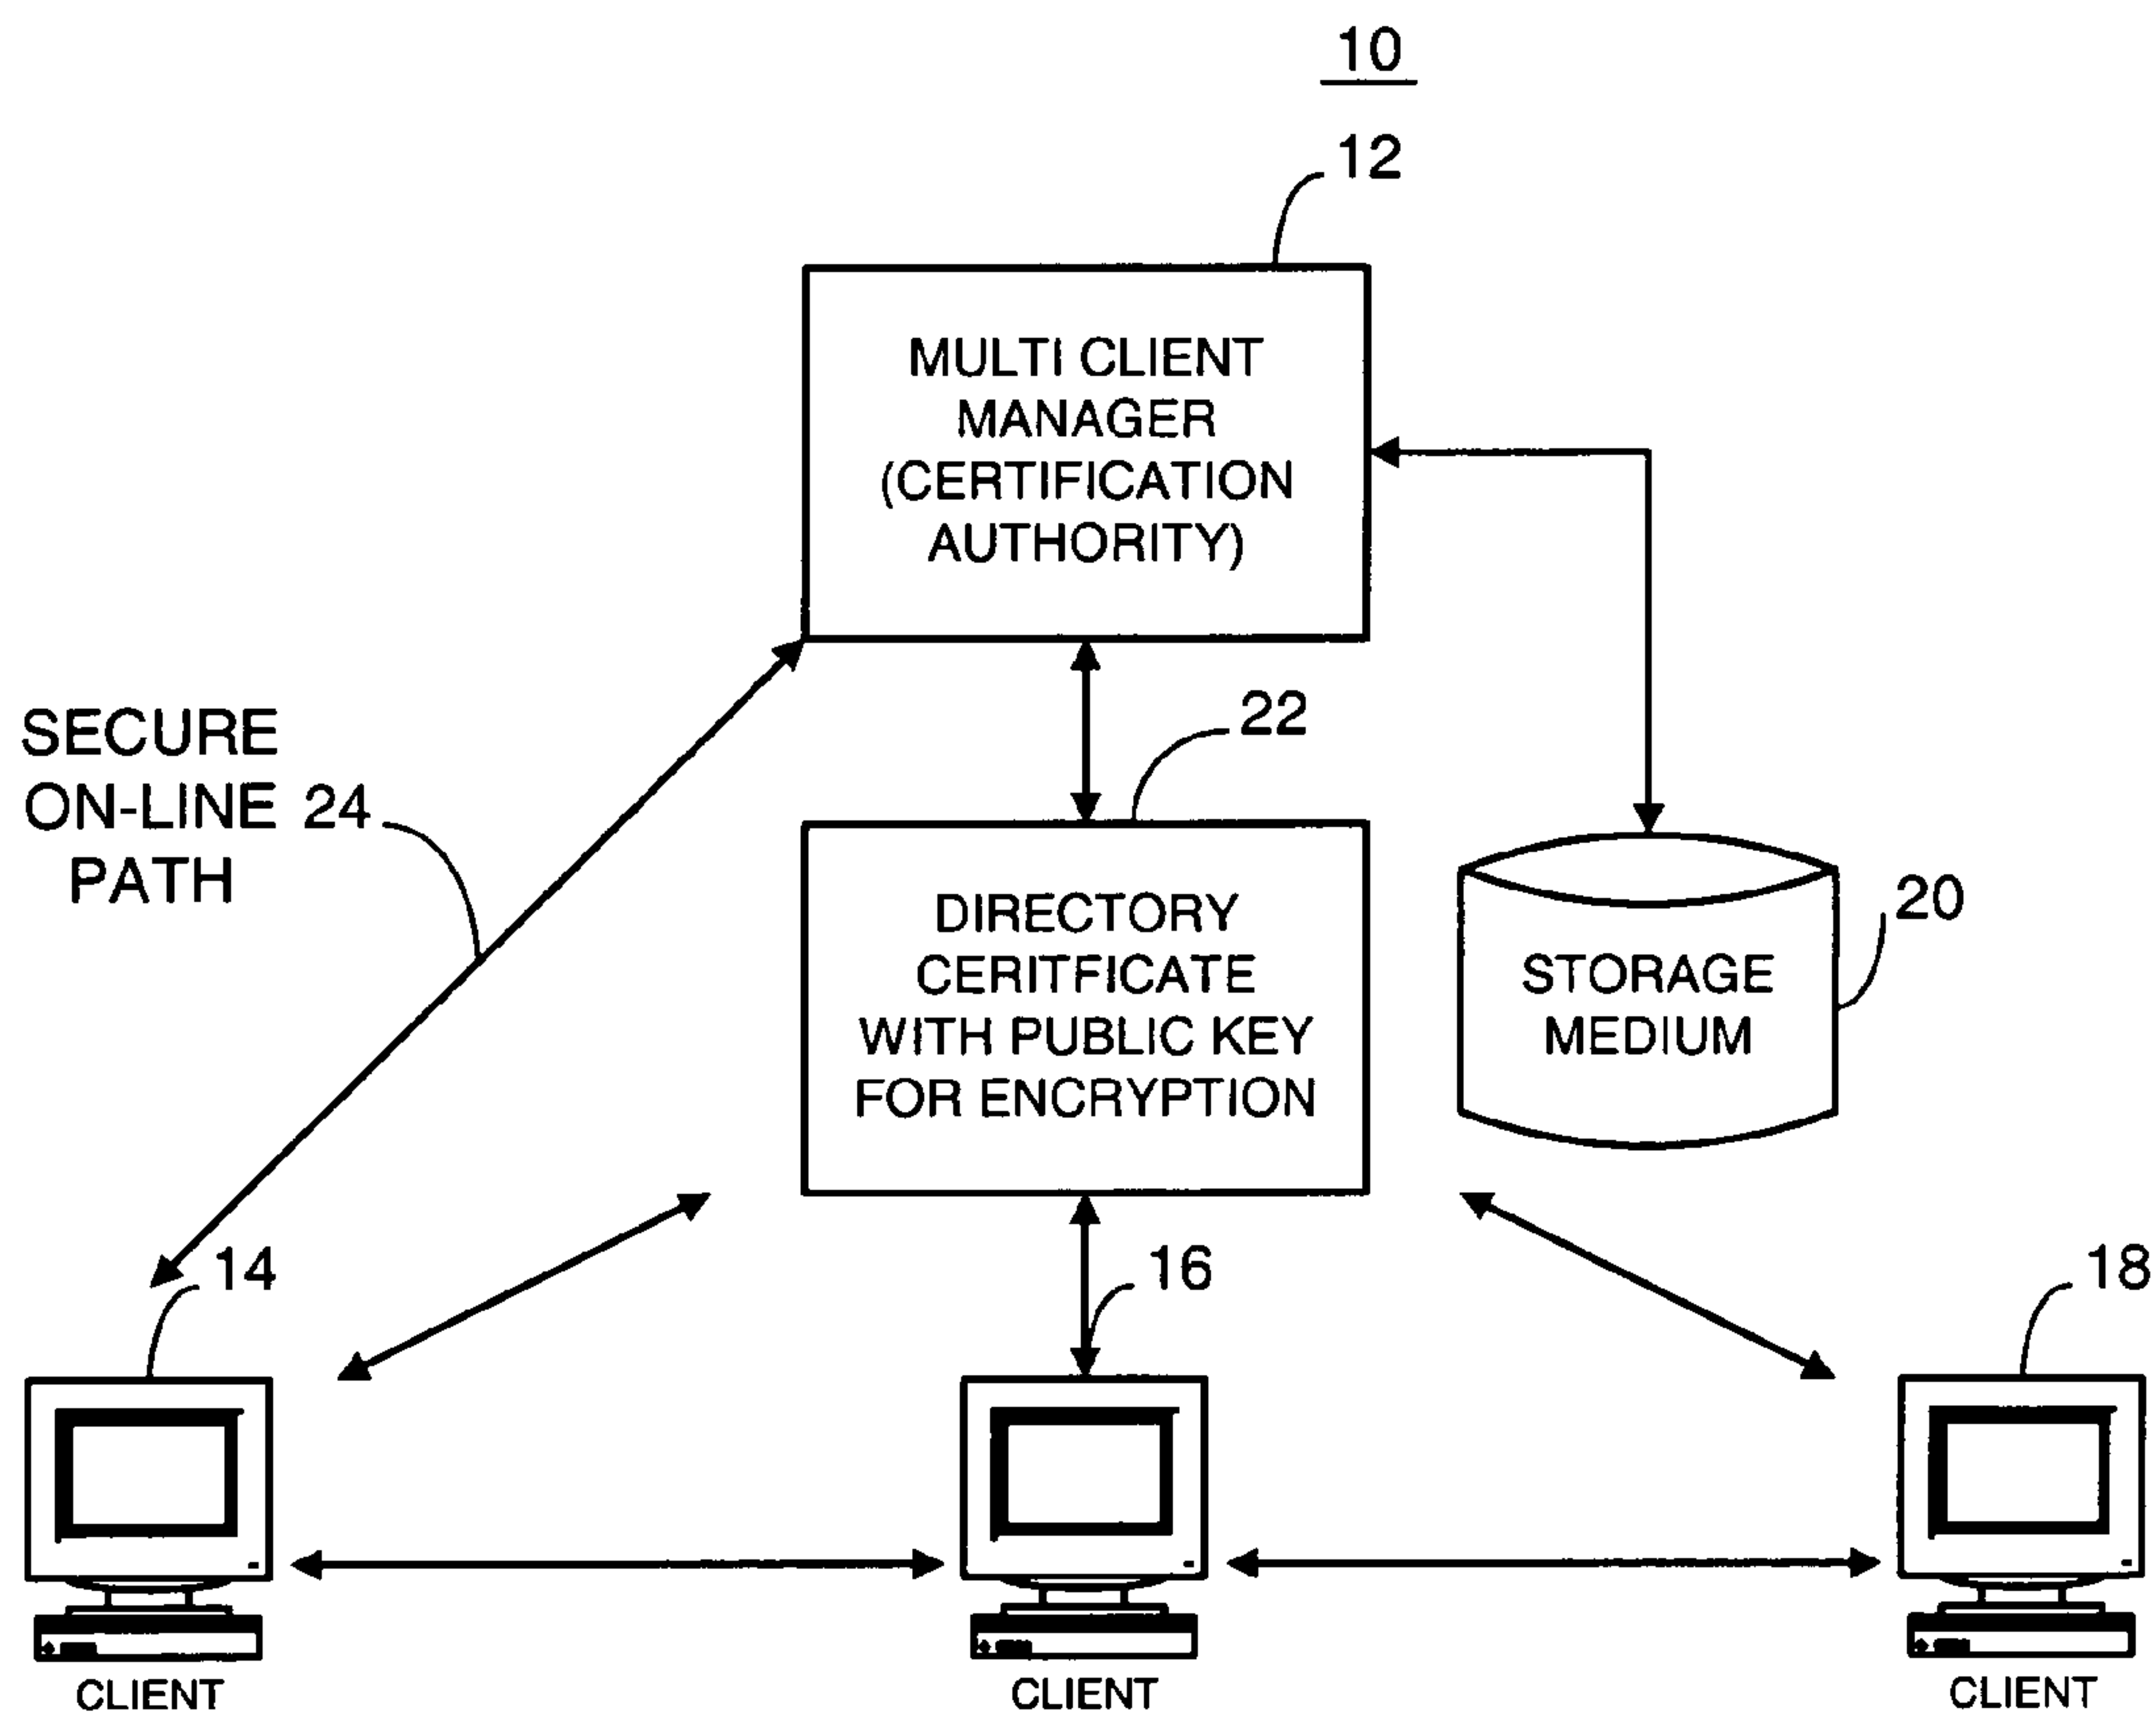 10
12
MULTI CLIENT
MANAGER
(CERTIFICATION
AUTHORITY)
SECURE
ON-LINE 24
PATH
22
DIRECTORY
CERITFICATE
WITH PUBLIC KEY
FOR ENCRYPTION
20
STORAGE
MEDIUM
14
16
18
CLIENT
CLIENT
CLIENT